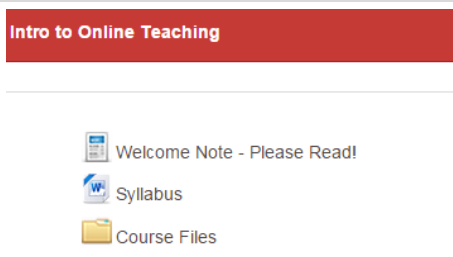 Intro to Online Teaching
Welcome Note - Please Read!
Syllabus
Course Files